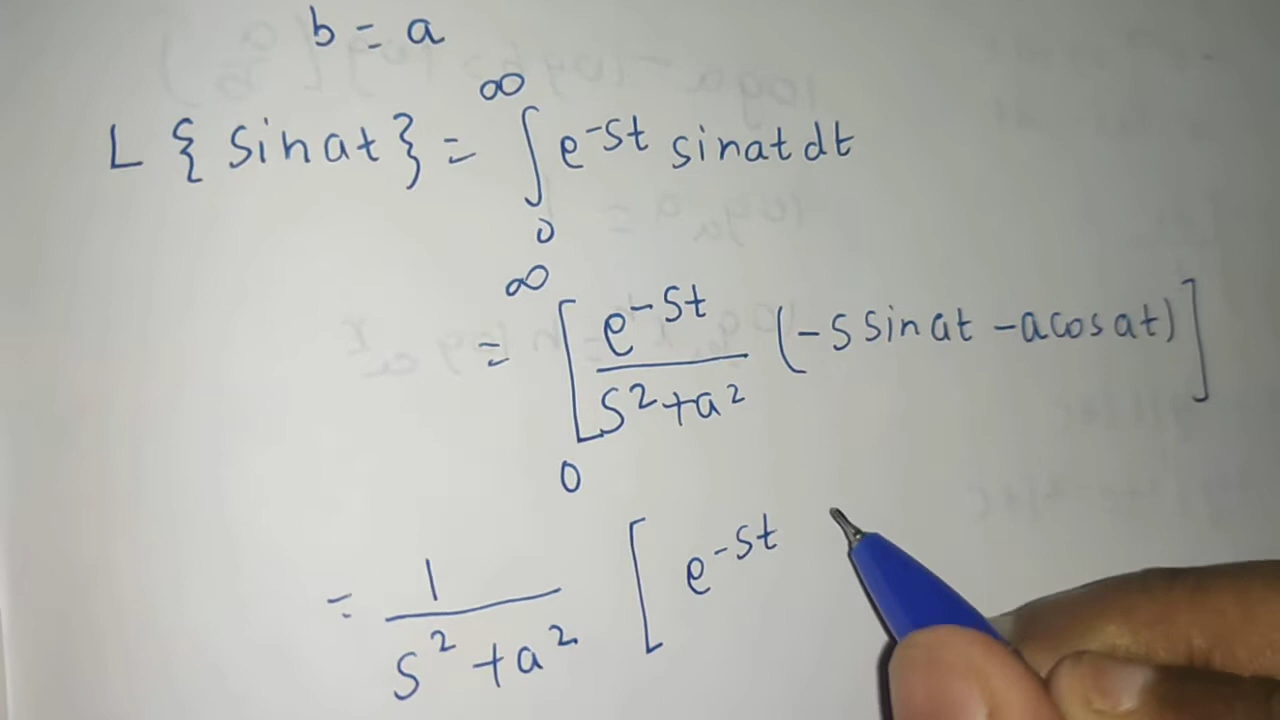 b = a
L { sin at } = ∫₀^∞ e^-st sin at dt
= [ e^-st / s²+a² (-s sin at - a cos at) ]₀^∞
= 1 / s²+a² [ e^-st